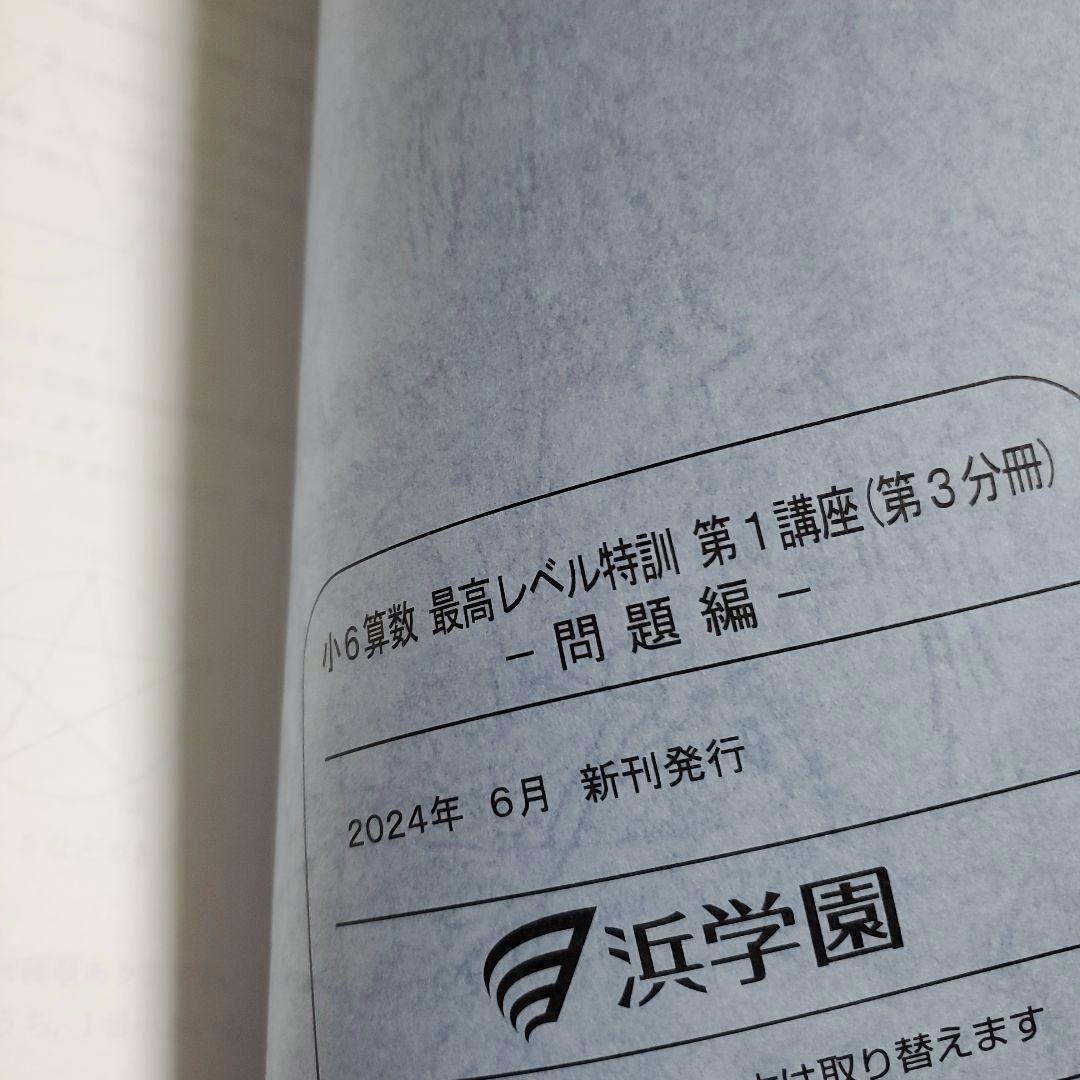 小6算数 最高レベル特訓 第1講座(第3分冊)
− 問 題 編 −
2024年 6月 新刊発行
浜学園
は取り替えます